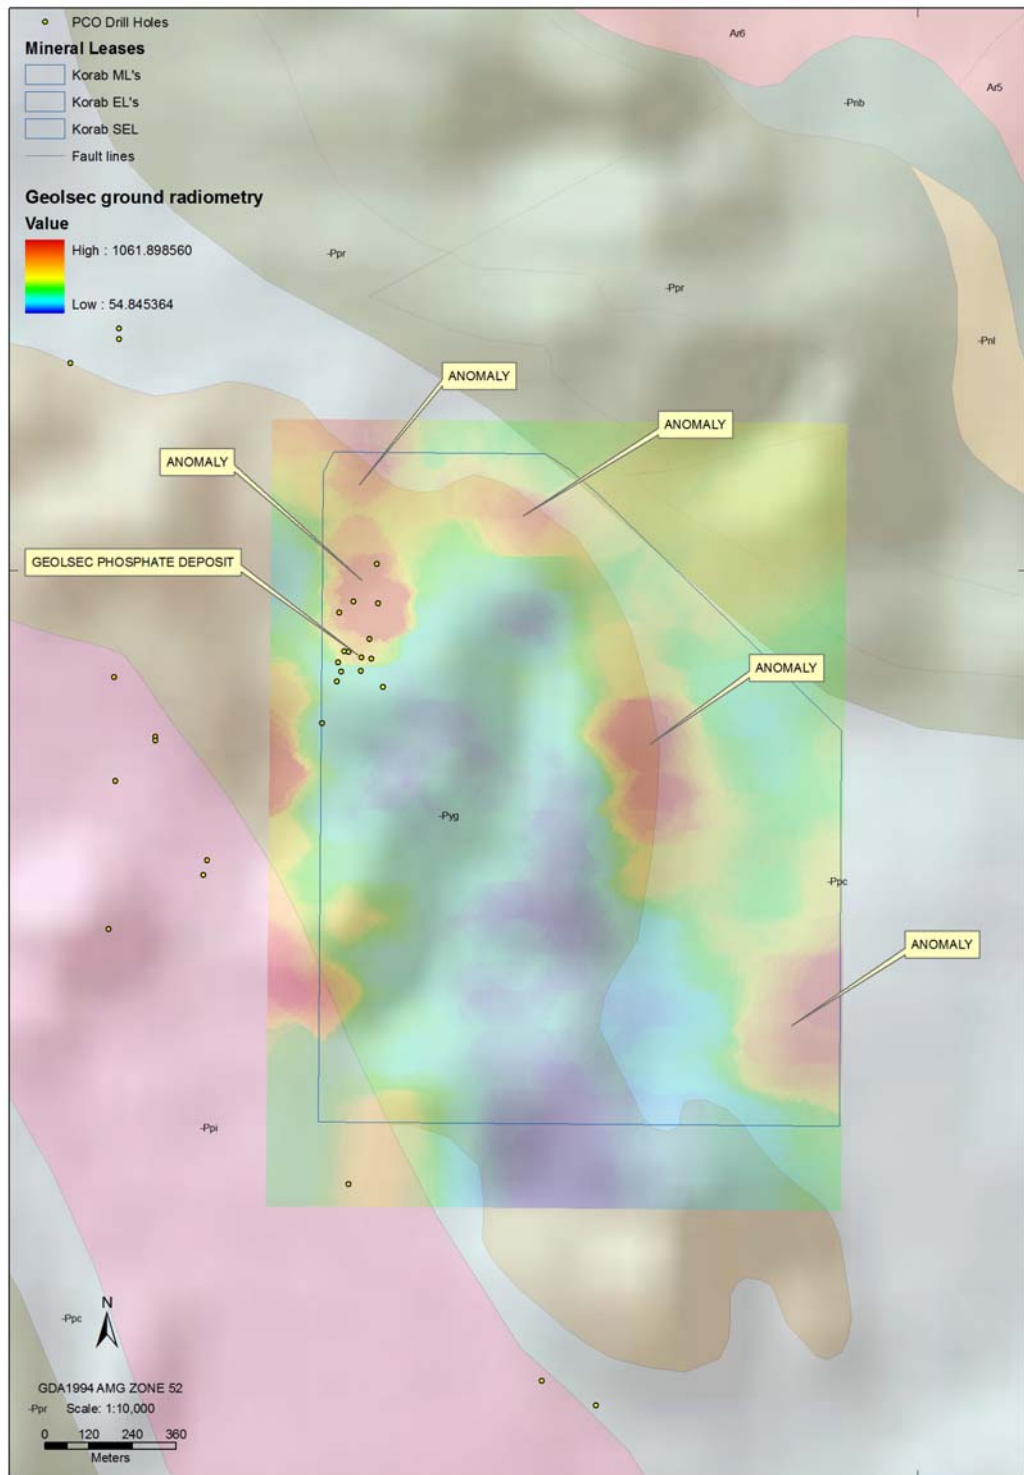 PCO Drill Holes
Mineral Leases
Korab ML's
Korab EL's
Korab SEL
Fault lines
Geolsec ground radiometry
Value
High : 1061.898560
Low : 54.845364
Ar6
Ar5
-Pnb
-Ppr
-Ppr
-Pnl
ANOMALY
ANOMALY
ANOMALY
GEOLSEC PHOSPHATE DEPOSIT
ANOMALY
-Pyg
-Ppc
ANOMALY
-Ppi
-Ppc
N
GDA1994 AMG ZONE 52
-Ppr
Scale: 1:10,000
0 120 240 360
Meters